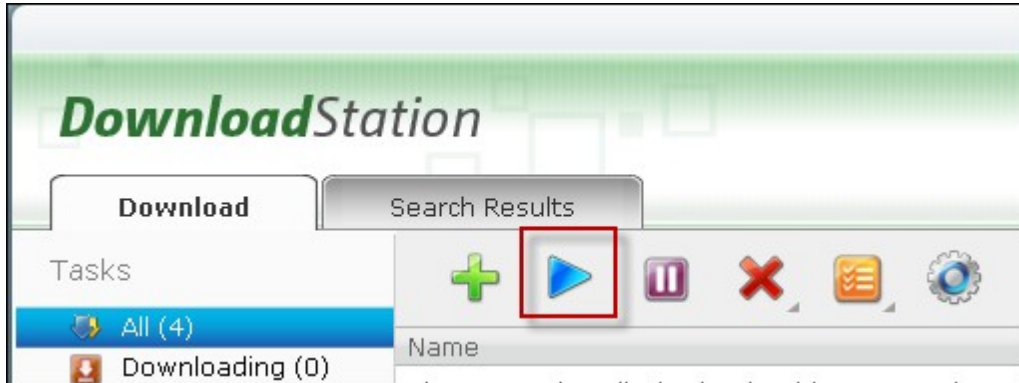 DownloadStation
Download
Search Results
Tasks
All (4)
Downloading (0)
Name